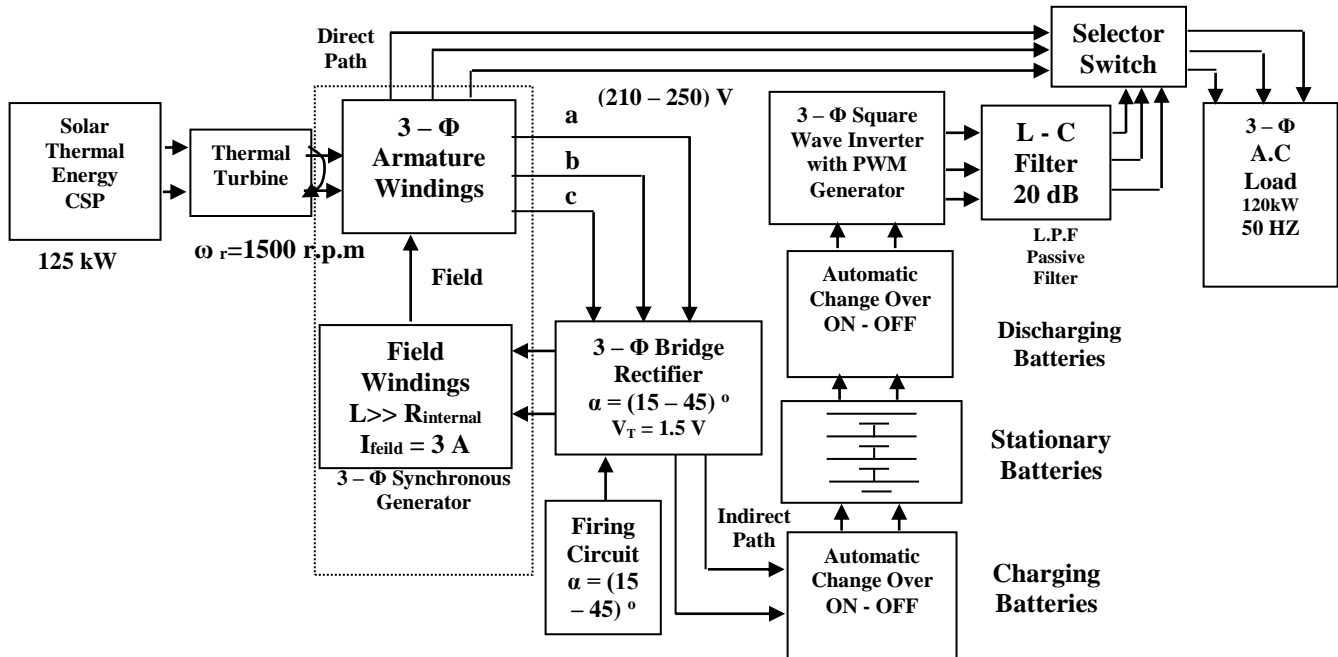 Direct
Path
Selector
Switch
Solar
Thermal
Energy
CSP
125 kW
Thermal
Turbine
ω r=1500 r.p.m
3 – Φ
Armature
Windings
(210 – 250) V
a
b
c
3 – Φ Square
Wave Inverter
with PWM
Generator
L - C
Filter
20 dB
L.P.F
Passive
Filter
3 – Φ
A.C
Load
120kW
50 HZ
Field
Field
Windings
L>> Rinternal
Ifeild = 3 A
3 – Φ Synchronous
Generator
3 – Φ Bridge
Rectifier
α = (15 – 45) º
VT = 1.5 V
Automatic
Change Over
ON - OFF
Discharging
Batteries
Stationary
Batteries
Firing
Circuit
α = (15
– 45) º
Indirect
Path
Automatic
Change Over
ON - OFF
Charging
Batteries